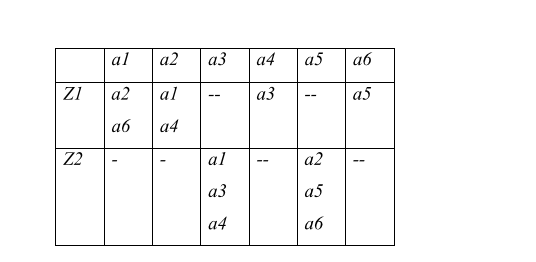 a1 a2 a3 a4 a5 a6
Z1 a2 a1 -- a3 -- a5
a6 a4
Z2 - - a1 -- a2 --
a3 a5
a4 a6